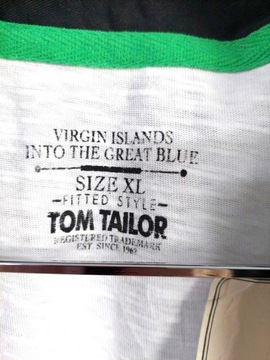 VIRGIN ISLANDS
INTO THE GREAT BLUE
SIZE XL
–FITTED STYLE–
TOM TAILOR
REGISTERED TRADEMARK
EST. SINCE 1962